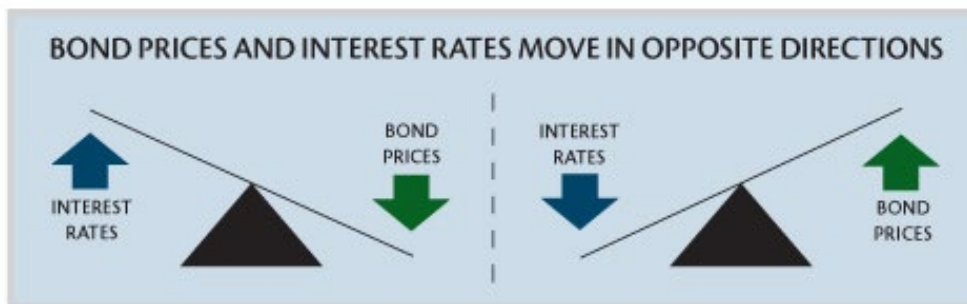 BOND PRICES AND INTEREST RATES MOVE IN OPPOSITE DIRECTIONS
INTEREST
RATES
BOND
PRICES
INTEREST
RATES
BOND
PRICES